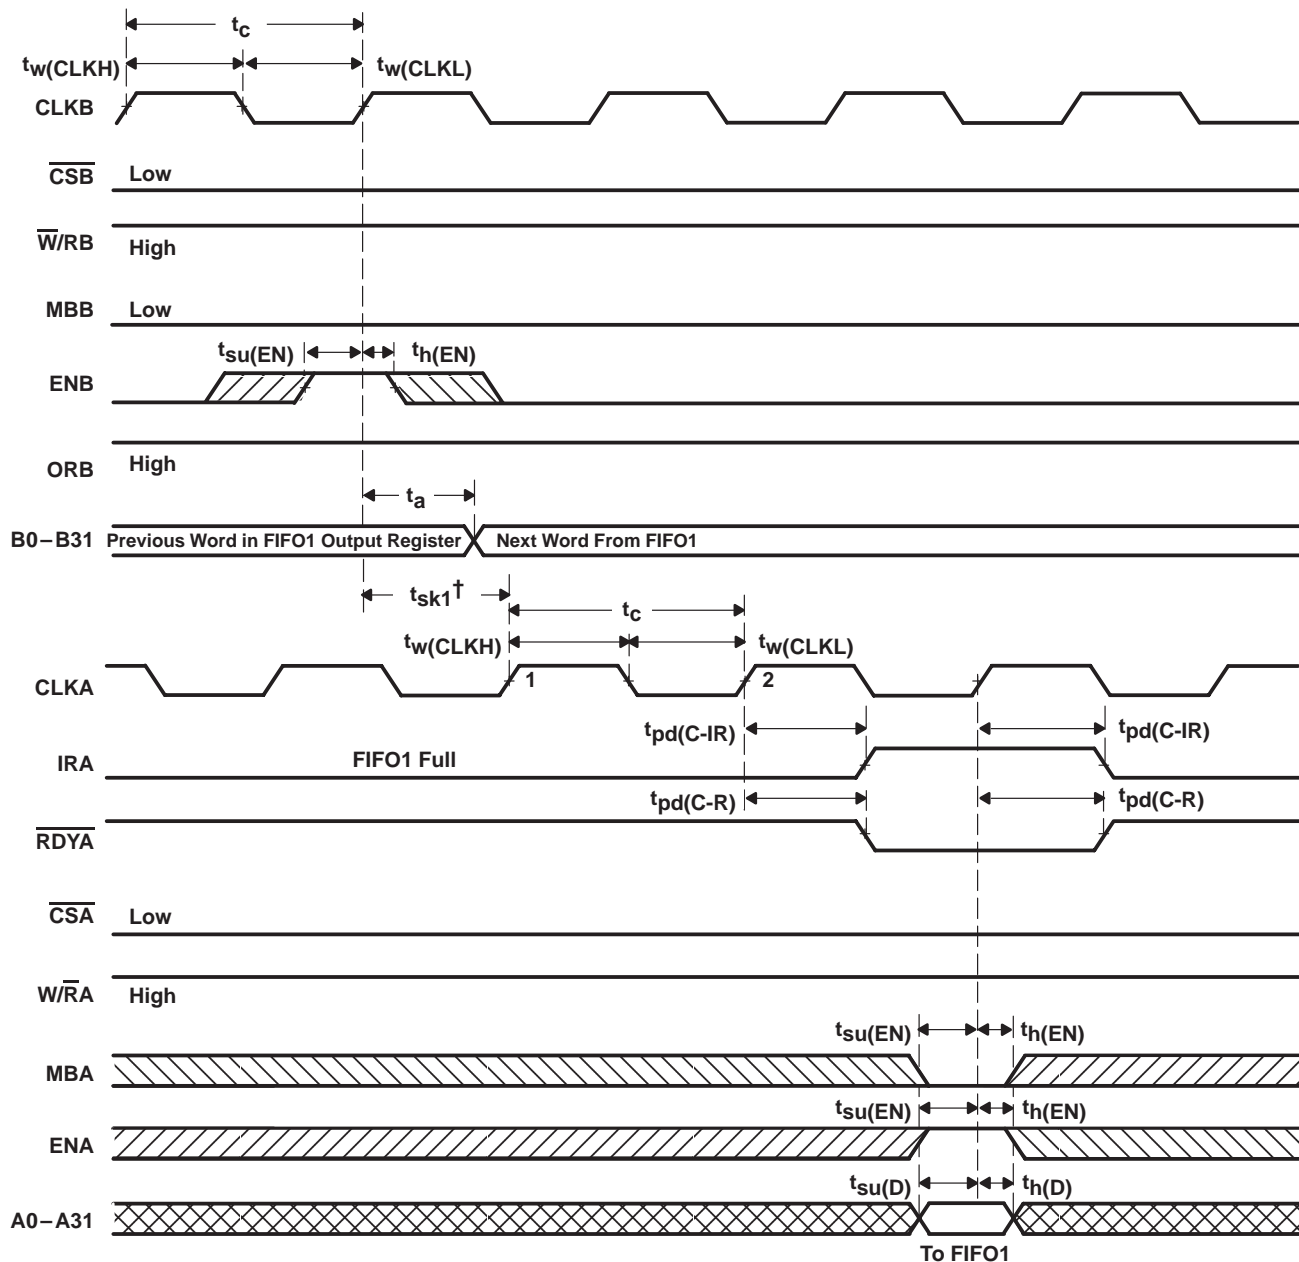 tc
tw(CLKH) tw(CLKL)
CLKB
CSB Low
W/RB High
MBB Low
tsu(EN) th(EN)
ENB
ORB High
ta
B0–B31 Previous Word in FIFO1 Output Register Next Word From FIFO1
tsk1†
tc
tw(CLKH) tw(CLKL)
CLKA 1 2
tpd(C-IR) tpd(C-IR)
IRA FIFO1 Full
tpd(C-R) tpd(C-R)
RDYA
CSA Low
W/RA High
tsu(EN) th(EN)
MBA
tsu(EN) th(EN)
ENA
tsu(D) th(D)
A0–A31
To FIFO1